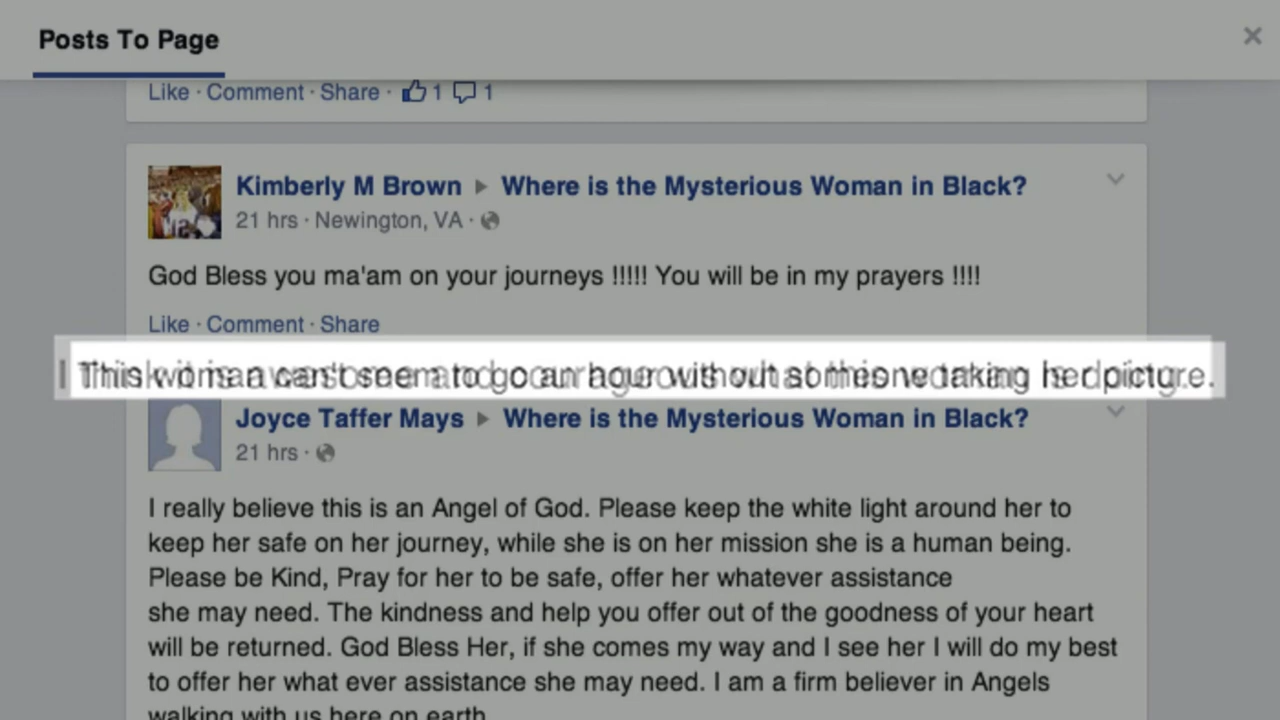 Posts To Page
Like · Comment · Share · 1 1
Kimberly M Brown ▸ Where is the Mysterious Woman in Black?
21 hrs · Newington, VA ·
God Bless you ma'am on your journeys !!!!! You will be in my prayers !!!!
Like · Comment · Share
This woman can't seem to go an hour without someone taking her picture.
Joyce Taffer Mays ▸ Where is the Mysterious Woman in Black?
21 hrs ·
I really believe this is an Angel of God. Please keep the white light around her to
keep her safe on her journey, while she is on her mission she is a human being.
Please be Kind, Pray for her to be safe, offer her whatever assistance
she may need. The kindness and help you offer out of the goodness of your heart
will be returned. God Bless Her, if she comes my way and I see her I will do my best
to offer her what ever assistance she may need. I am a firm believer in Angels
walking with us here on earth